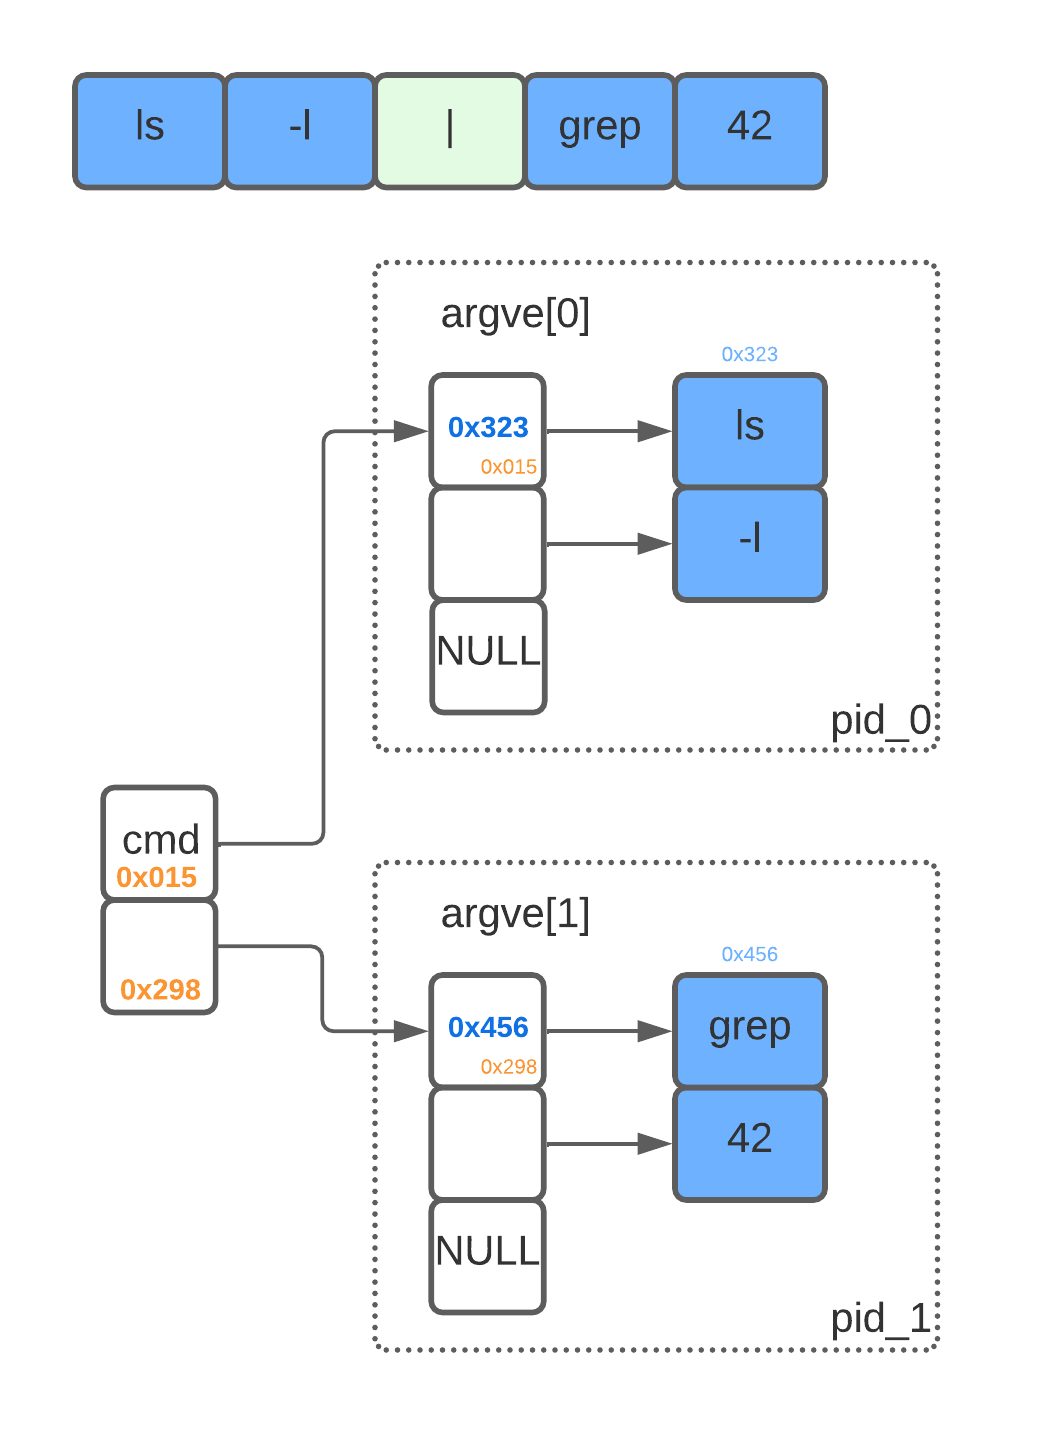 ls -l | grep 42
argve[0]
0x323
0x323
ls
0x015
-l
NULL
pid_0
cmd
0x015
0x298
argve[1]
0x456
0x456
grep
0x298
42
NULL
pid_1